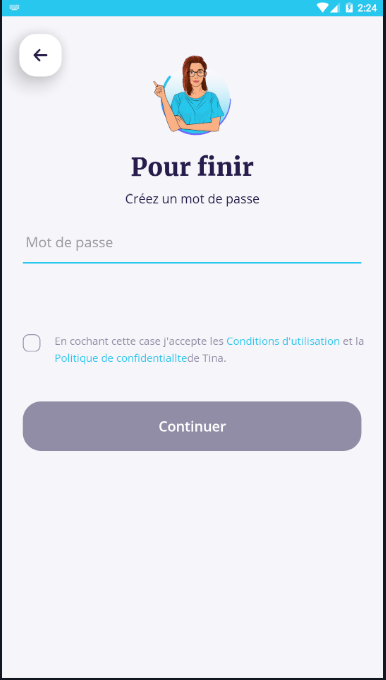 2:24
Pour finir
Créez un mot de passe
Mot de passe
En cochant cette case j'accepte les Conditions d'utilisation et la
Politique de confidentiallitede Tina.
Continuer